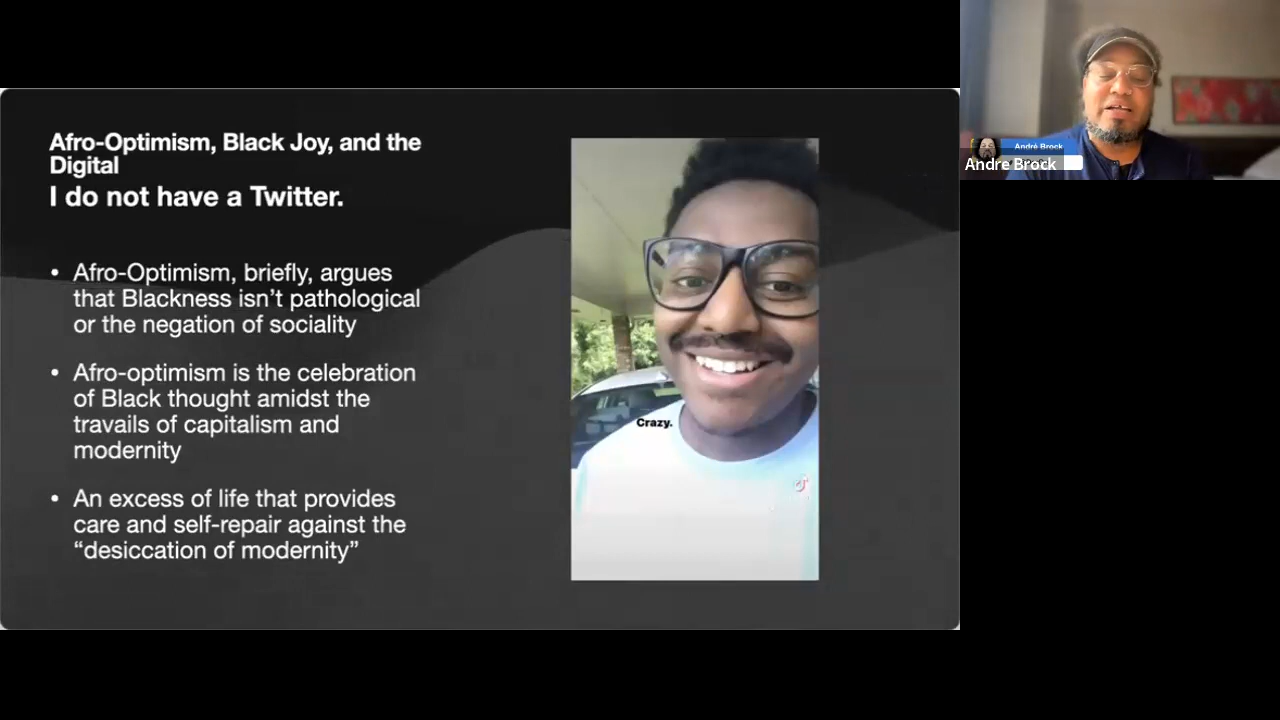 Afro-Optimism, Black Joy, and the
Digital
I do not have a Twitter.
• Afro-Optimism, briefly, argues
that Blackness isn’t pathological
or the negation of sociality
• Afro-optimism is the celebration
of Black thought amidst the
travails of capitalism and
modernity
• An excess of life that provides
care and self-repair against the
“desiccation of modernity”
Crazy.
André Brock
Andre Brock